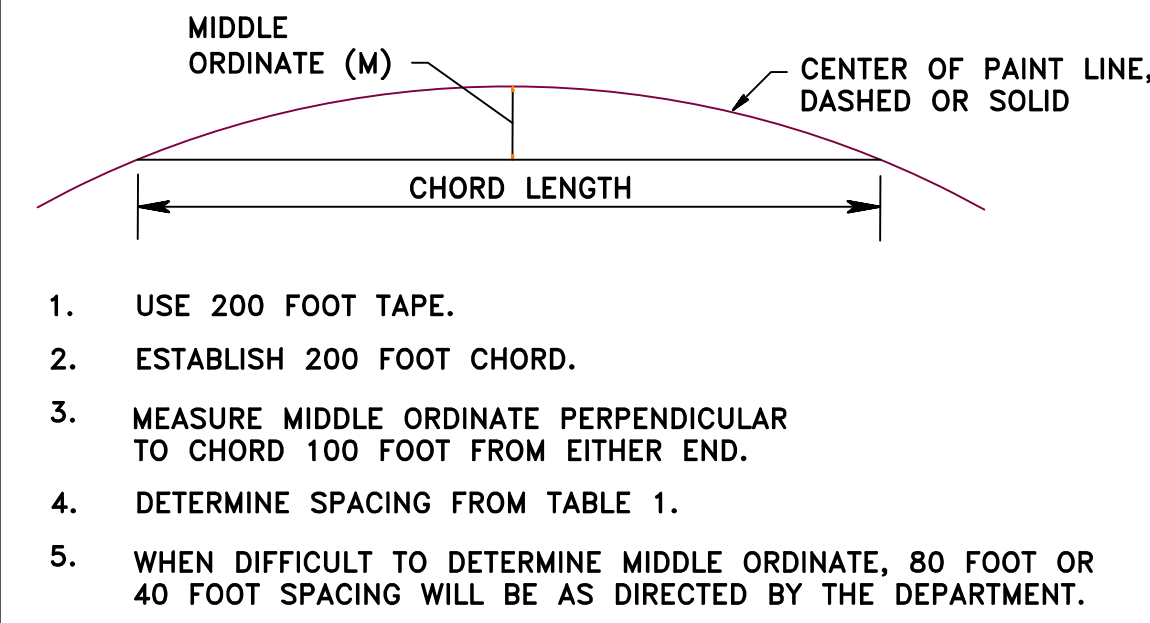 MIDDLE
ORDINATE (M)
CENTER OF PAINT LINE,
DASHED OR SOLID
CHORD LENGTH
1. USE 200 FOOT TAPE.
2. ESTABLISH 200 FOOT CHORD.
3. MEASURE MIDDLE ORDINATE PERPENDICULAR
TO CHORD 100 FOOT FROM EITHER END.
4. DETERMINE SPACING FROM TABLE 1.
5. WHEN DIFFICULT TO DETERMINE MIDDLE ORDINATE, 80 FOOT OR
40 FOOT SPACING WILL BE AS DIRECTED BY THE DEPARTMENT.